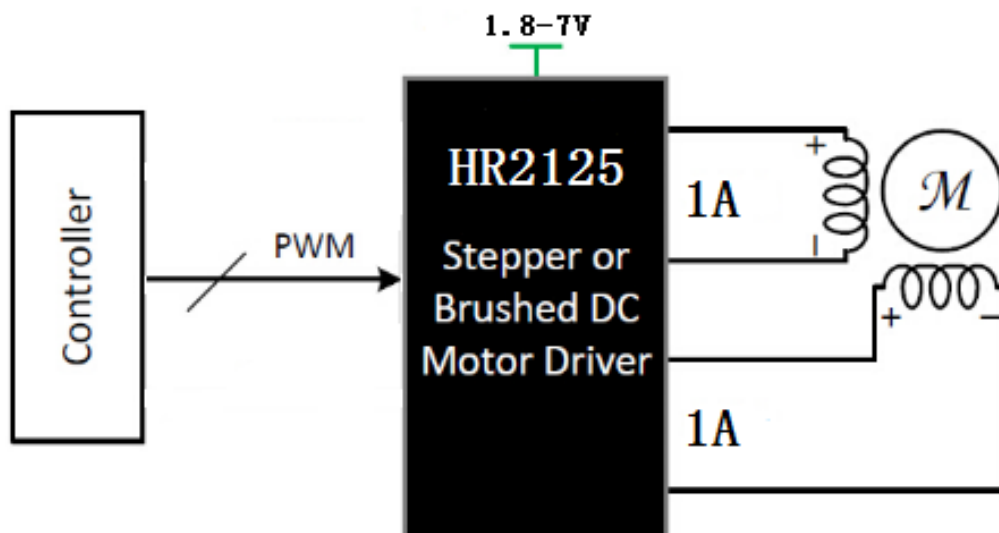 1.8-7V
Controller
PWM
HR2125
Stepper or
Brushed DC
Motor Driver
1A
+
-
M
+
-
1A